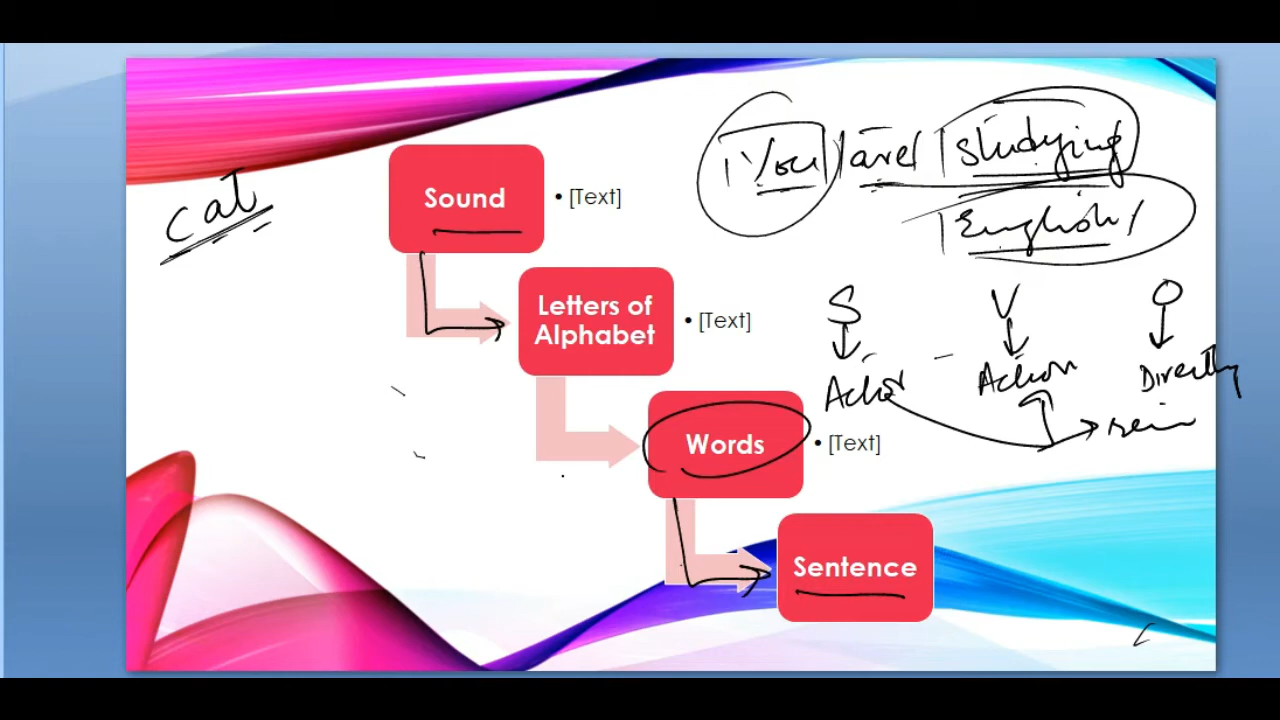 cat
Sound
• [Text]
Letters of
Alphabet
• [Text]
Words
• [Text]
Sentence
You are studying
English
S V O
Actor Action Directly